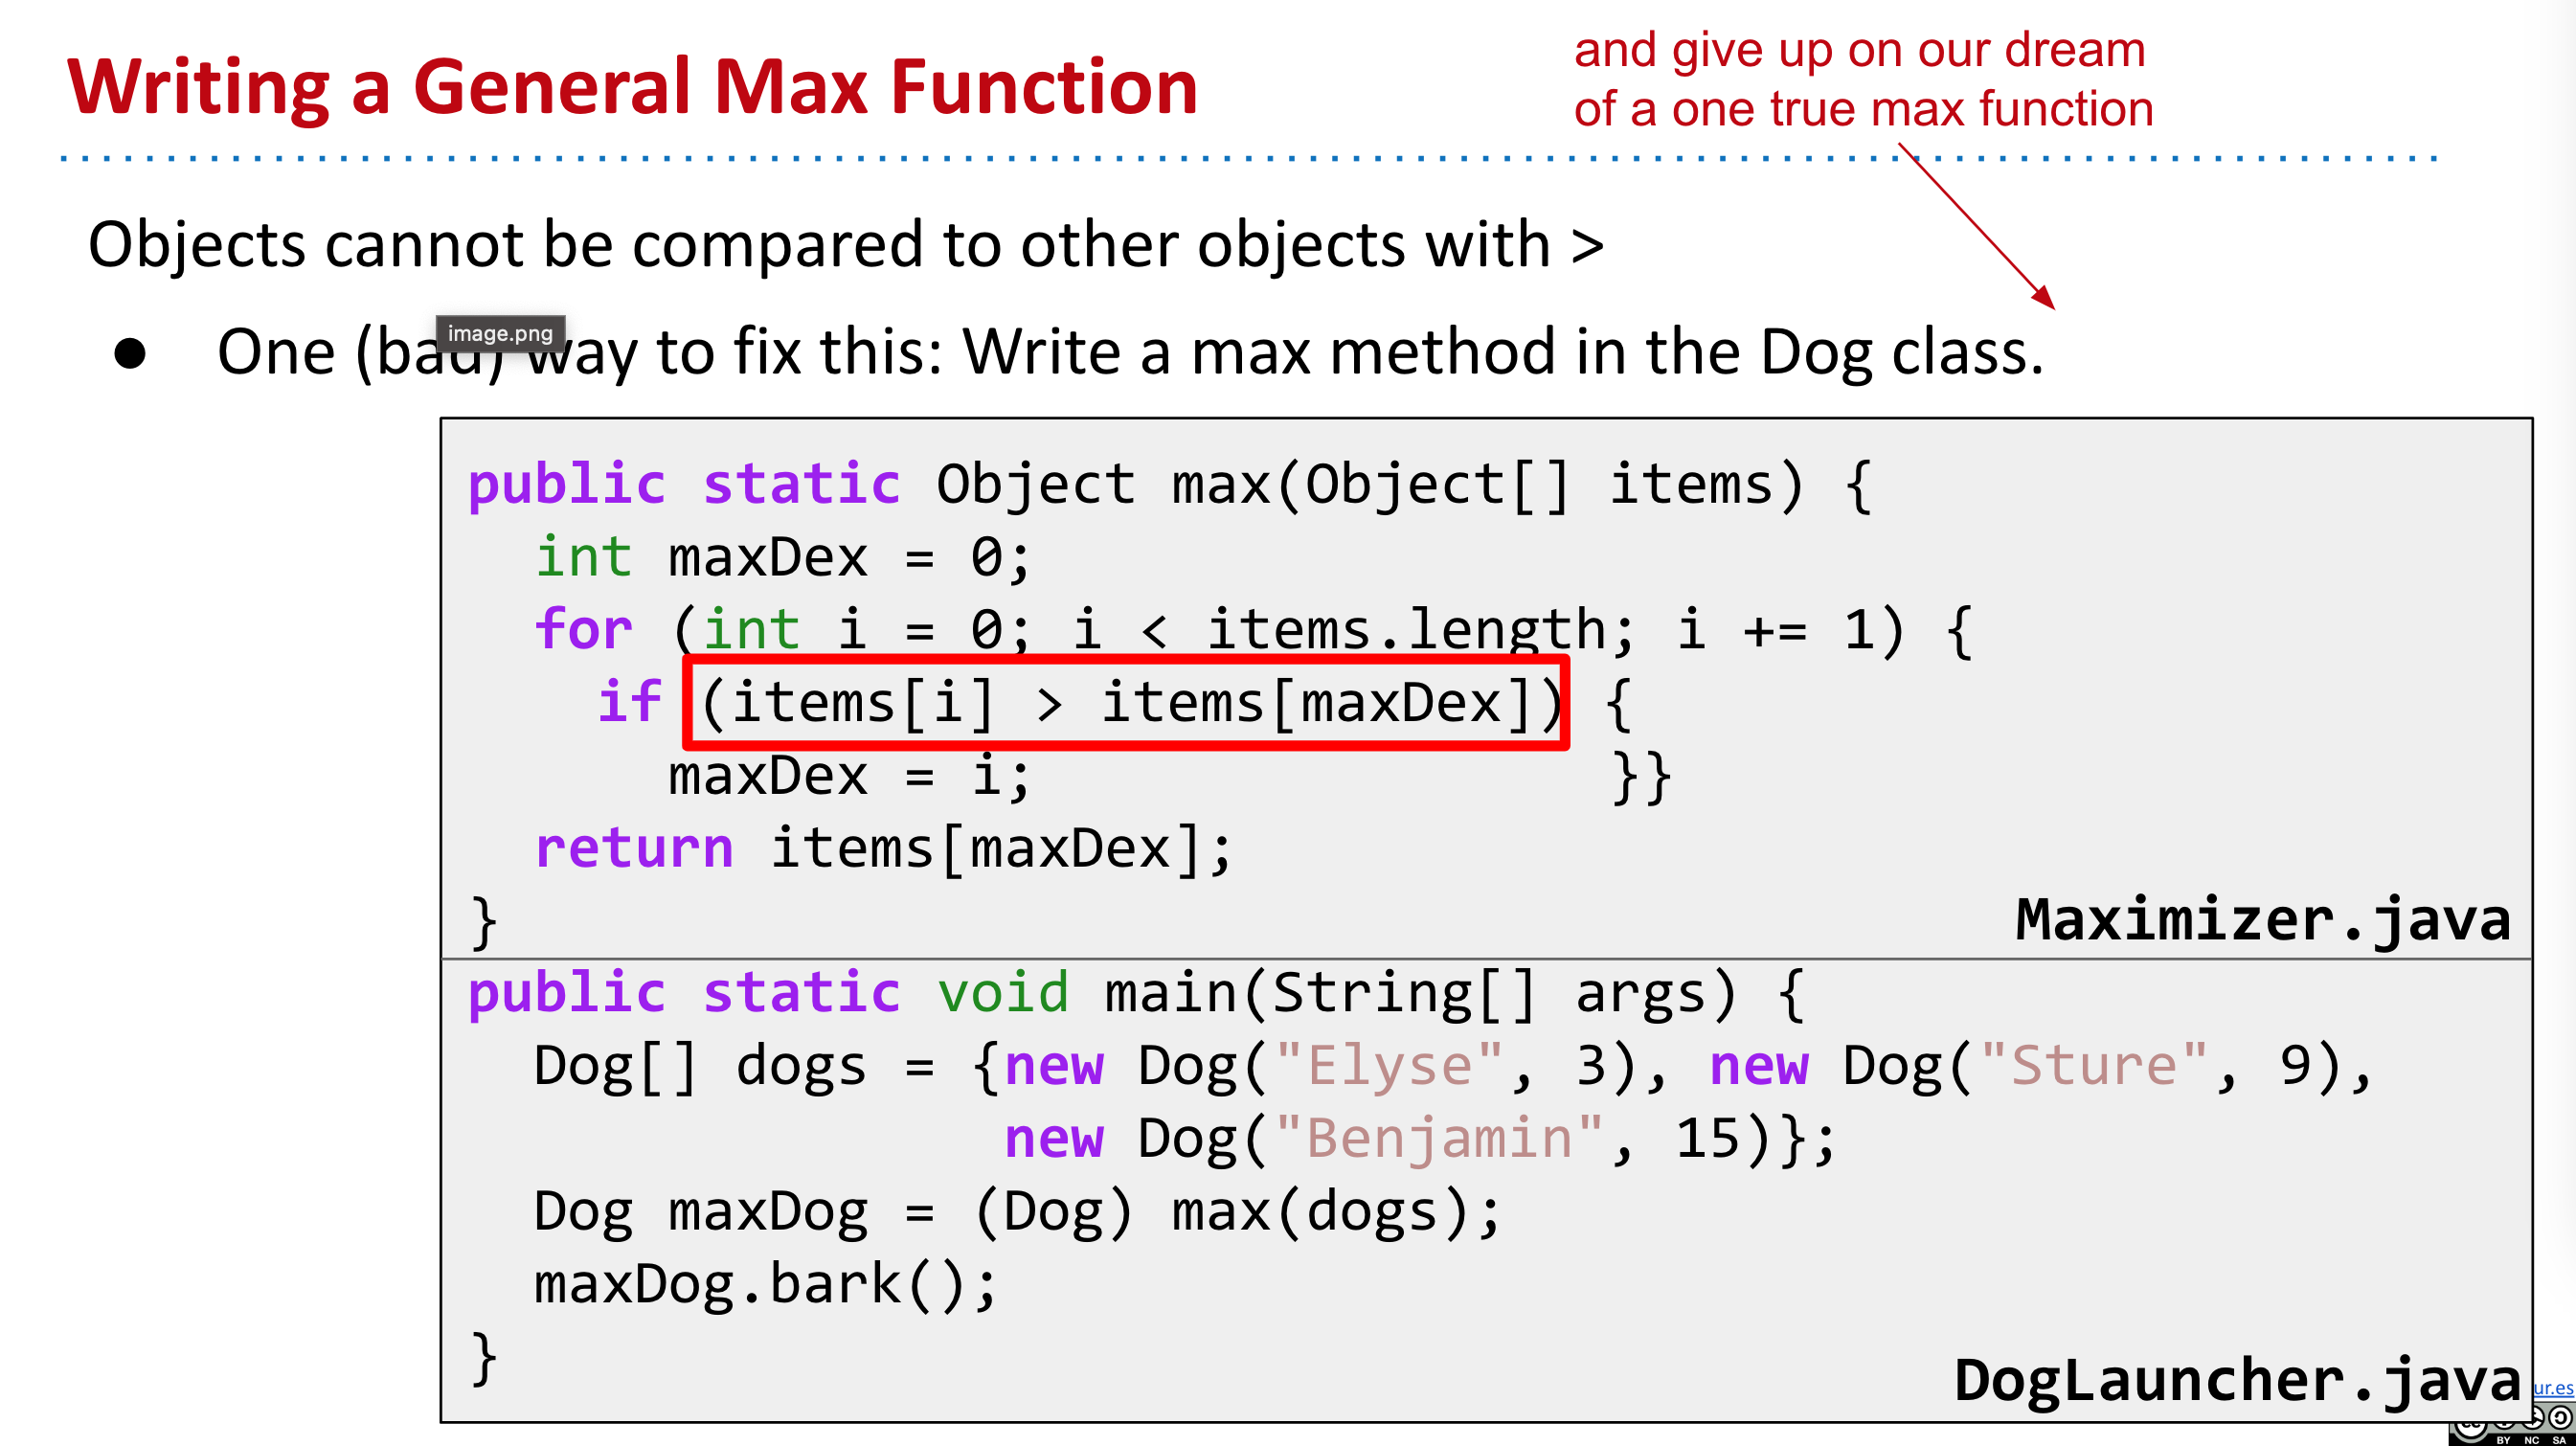 Writing a General Max Function
and give up on our dream
of a one true max function
Objects cannot be compared to other objects with >
● One (bad) way to fix this: Write a max method in the Dog class.
image.png
public static Object max(Object[] items) {
int maxDex = 0;
for (int i = 0; i < items.length; i += 1) {
if (items[i] > items[maxDex]) {
maxDex = i; }}
return items[maxDex];
}
Maximizer.java
public static void main(String[] args) {
Dog[] dogs = {new Dog("Elyse", 3), new Dog("Sture", 9),
new Dog("Benjamin", 15)};
Dog maxDog = (Dog) max(dogs);
maxDog.bark();
}
DogLauncher.java
ur.es
BY NC SA